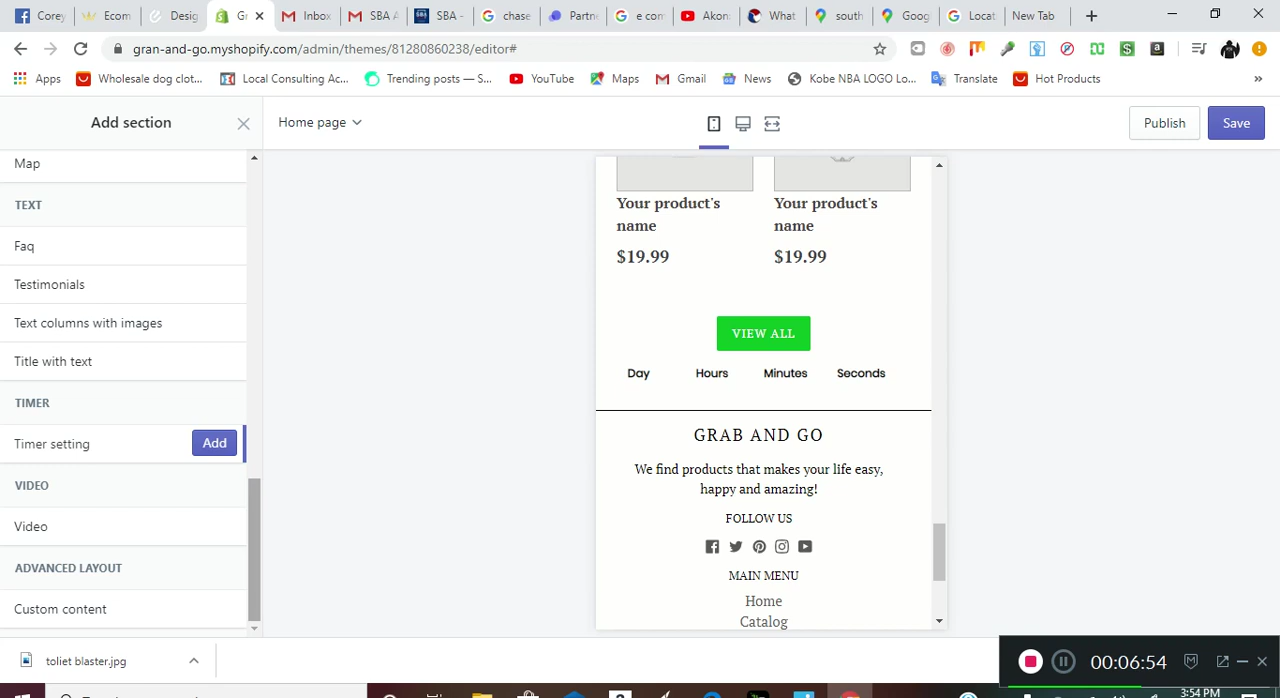 Corey
Ecom
Desig
Gr
Inbox
SBA A
SBA -
chase
Partne
e com
Akon
What
south
Goog
Locat
New Tab
gran-and-go.myshopify.com/admin/themes/81280860238/editor#
Apps
Wholesale dog clot...
Local Consulting Ac...
Trending posts — S...
YouTube
Maps
Gmail
News
Kobe NBA LOGO Lo...
Translate
Hot Products
»
Add section
Home page
Publish
Save
Map
TEXT
Faq
Testimonials
Text columns with images
Title with text
TIMER
Timer setting
Add
VIDEO
Video
ADVANCED LAYOUT
Custom content
Your product's
name
$19.99
Your product's
name
$19.99
VIEW ALL
Day Hours Minutes Seconds
GRAB AND GO
We find products that makes your life easy,
happy and amazing!
FOLLOW US
MAIN MENU
Home
Catalog
toliet blaster.jpg
00:06:54
3:54 PM